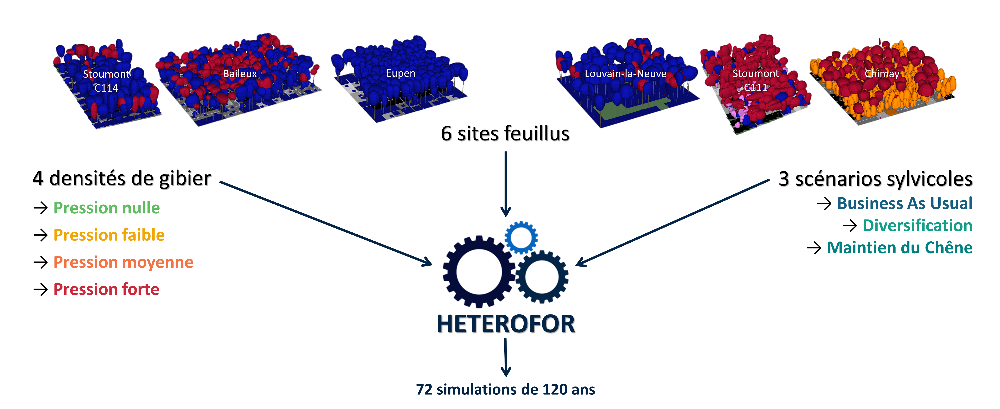 Stoumont
C114
Baileux
Eupen
Louvain-la-Neuve
Stoumont
C111
Chimay
6 sites feuillus
4 densités de gibier
→ Pression nulle
→ Pression faible
→ Pression moyenne
→ Pression forte
3 scénarios sylvicoles
→ Business As Usual
→ Diversification
→ Maintien du Chêne
HETEROFOR
72 simulations de 120 ans